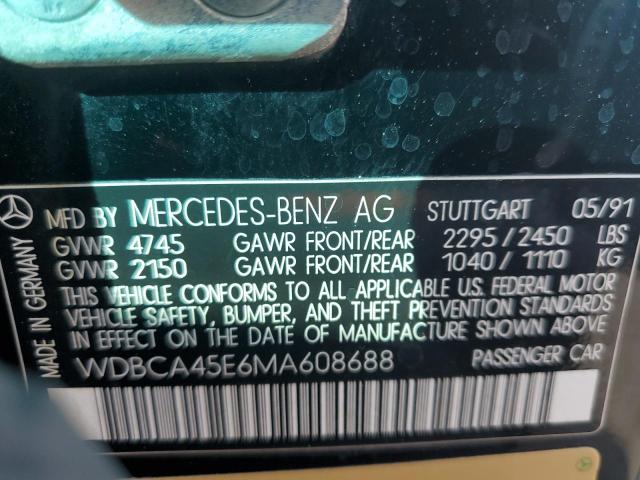 MADE IN GERMANY
MFD BY MERCEDES-BENZ AG STUTTGART 05/91
GVWR 4745 GAWR FRONT/REAR 2295/2450 LBS
GVWR 2150 GAWR FRONT/REAR 1040/1110 KG
THIS VEHICLE CONFORMS TO ALL APPLICABLE U.S. FEDERAL MOTOR
VEHICLE SAFETY, BUMPER, AND THEFT PREVENTION STANDARDS
IN EFFECT ON THE DATE OF MANUFACTURE SHOWN ABOVE
WDBCA45E6MA608688 PASSENGER CAR